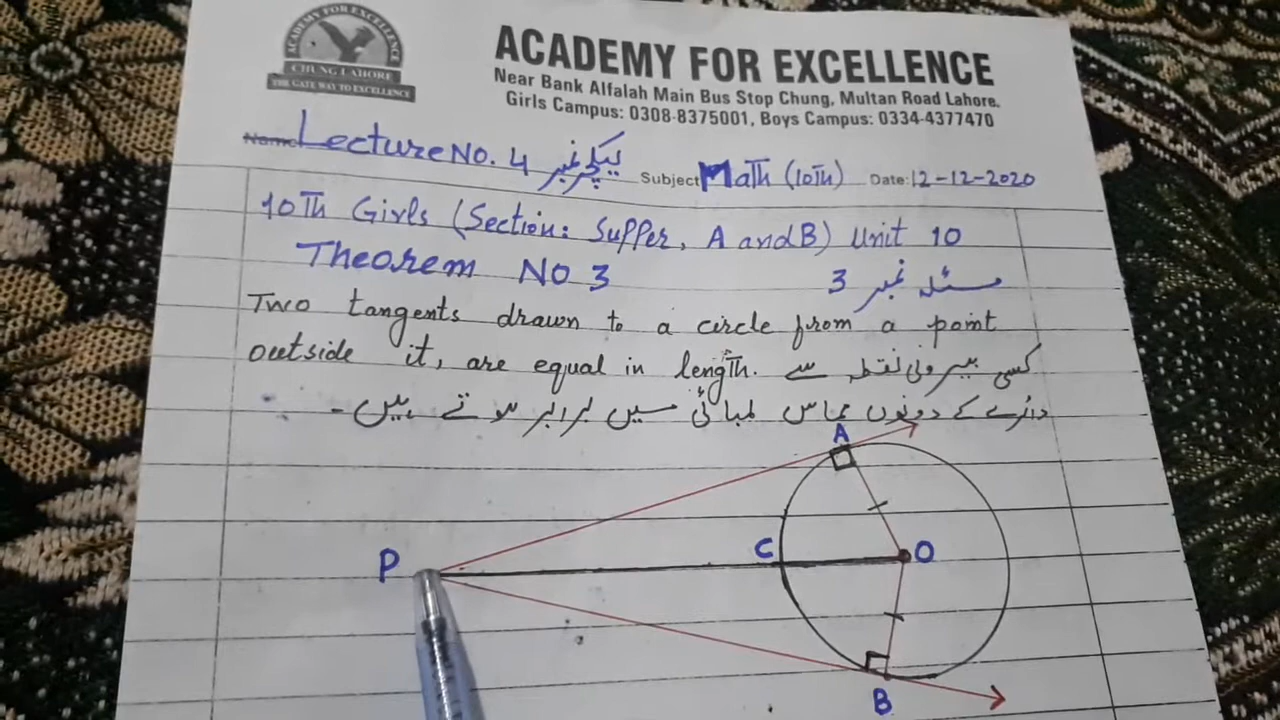 ACADEMY FOR EXCELLENCE
CHUNG LAHORE
THE GATE WAY TO EXCELLENCE
ACADEMY FOR EXCELLENCE
Near Bank Alfalah Main Bus Stop Chung, Multan Road Lahore.
Girls Campus: 0308-8375001, Boys Campus: 0334-4377470
Name Lecture No. 4 لیکچر نمبر Subject Math (10Th) Date: 12-12-2020
10Th Girls (Section: Supper, A and B) Unit 10
Theorem NO 3 مسئلہ نمبر 3
Two tangents drawn to a circle from a point
outside it, are equal in length. کسی بیرونی نقطہ سے
دائرے کے دونوں مماس لمبائی میں برابر ہوتے ہیں۔
A
P
C
O
B